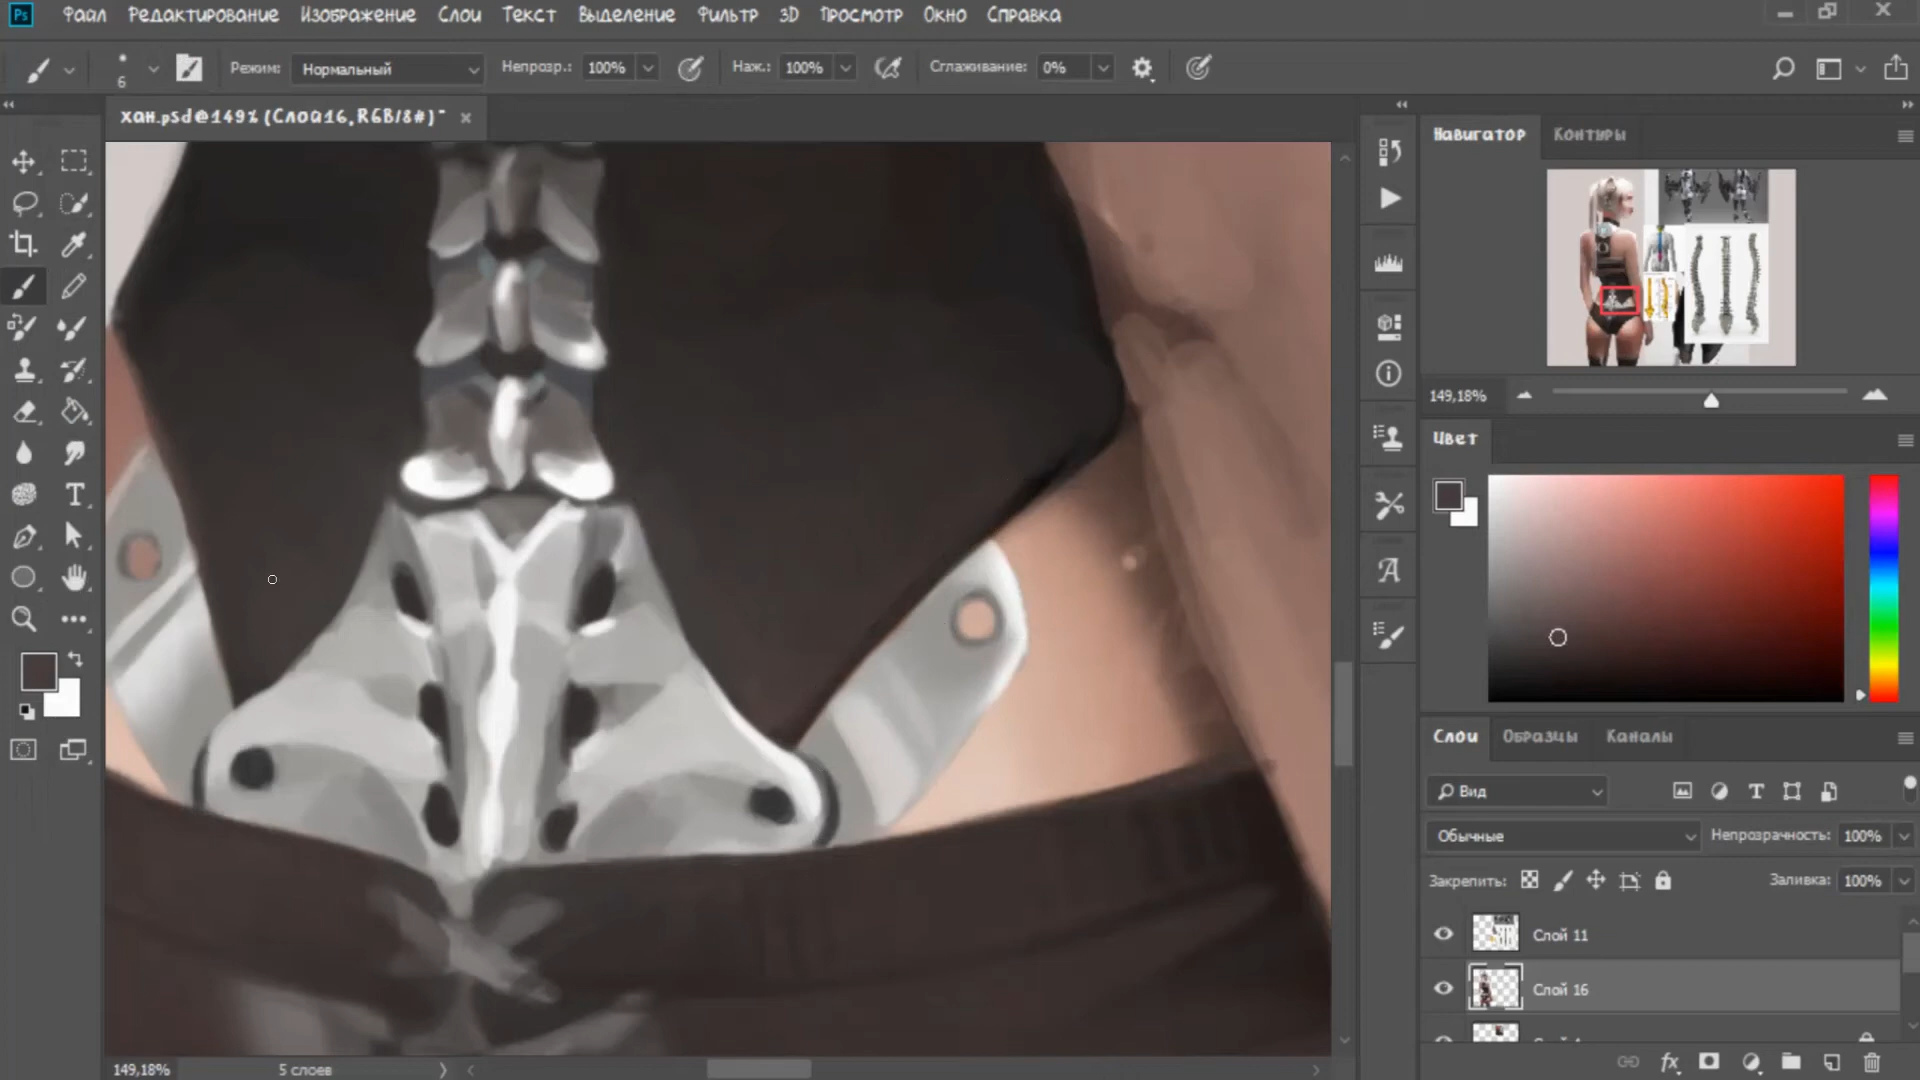 Ps Файл Редактирование Изображение Слои Текст Выделение Фильтр 3D Просмотр Окно Справка
6 Режим: Нормальный Непрозр.: 100% Наж.: 100% Сглаживание: 0%
хан.psd@149% (Слой16,RGB/8#)*
Навигатор Контуры
149,18%
Цвет
Слои Образцы Каналы
Вид
Обычные Непрозрачность: 100%
Закрепить: Заливка: 100%
Слой 11
Слой 16
149,18% 5 слоев